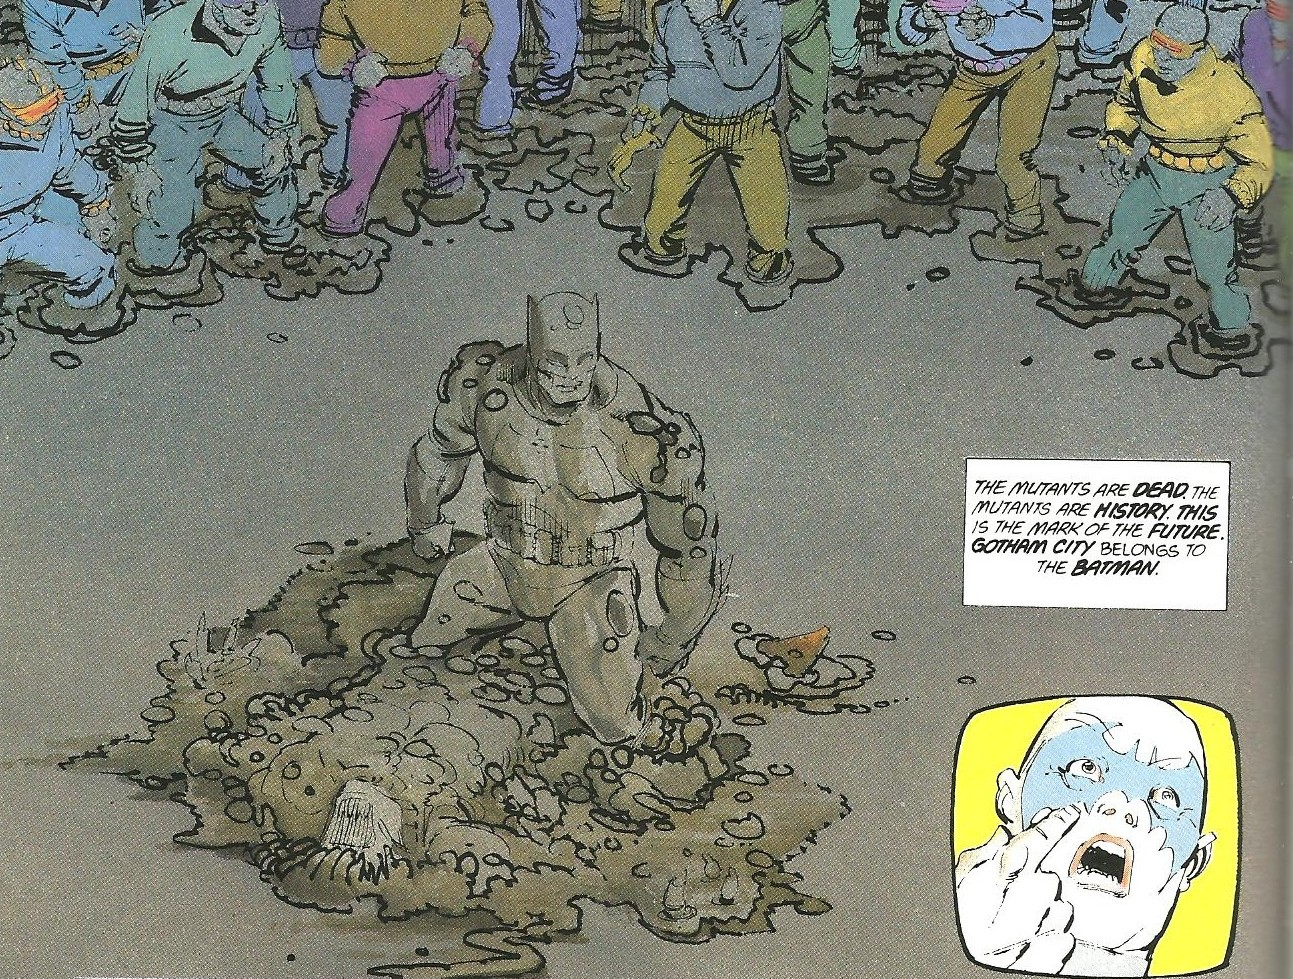 THE MUTANTS ARE DEAD. THE
MUTANTS ARE HISTORY. THIS
IS THE MARK OF THE FUTURE.
GOTHAM CITY BELONGS TO
THE BATMAN.